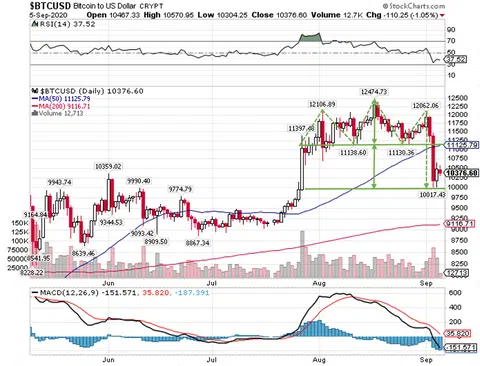 $BTCUSD Bitcoin to US Dollar CRYPT
© StockCharts.com
5-Sep-2020
Open 10467.33 High 10570.95 Low 10304.25 Close 10376.60 Volume 12.7K Chg -110.25 (-1.05%)
RSI(14) 37.52
90
70
50
37.52
30
10
$BTCUSD (Daily) 10376.60
MA(50) 11125.79
MA(200) 9116.71
Volume 12,713
12474.73
12106.89
12062.06
11397.48
11138.60
11130.36
10359.02
9943.74
9990.40
9774.79
9164.84
9344.53
8893.42
8909.50
8867.34
8639.46
8541.95
8228.22
10017.43
12500
12250
12000
11750
11500
11250
11125.79
10750
10376.60
10000
9750
9500
9250
9116.71
8750
8500
8250
150K
125K
75000
50000
25000
Jun
Jul
Aug
Sep
MACD(12,26,9) -151.571, 35.820, -187.391
600
400
200
35.820
-151.571
Jun
Jul
Aug
Sep